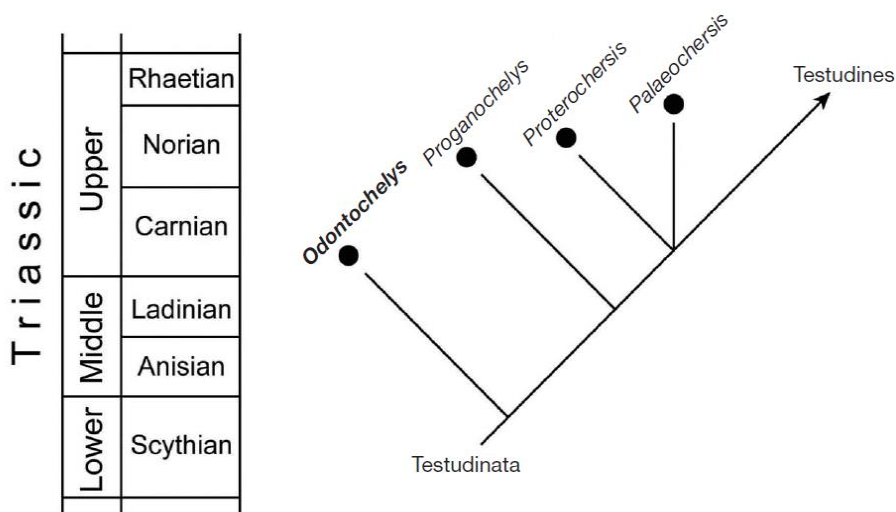 Triassic
Upper
Rhaetian
Norian
Carnian
Middle
Ladinian
Anisian
Lower
Scythian
Odontochelys
Proganochelys
Proterochersis
Palaeochersis
Testudines
Testudinata